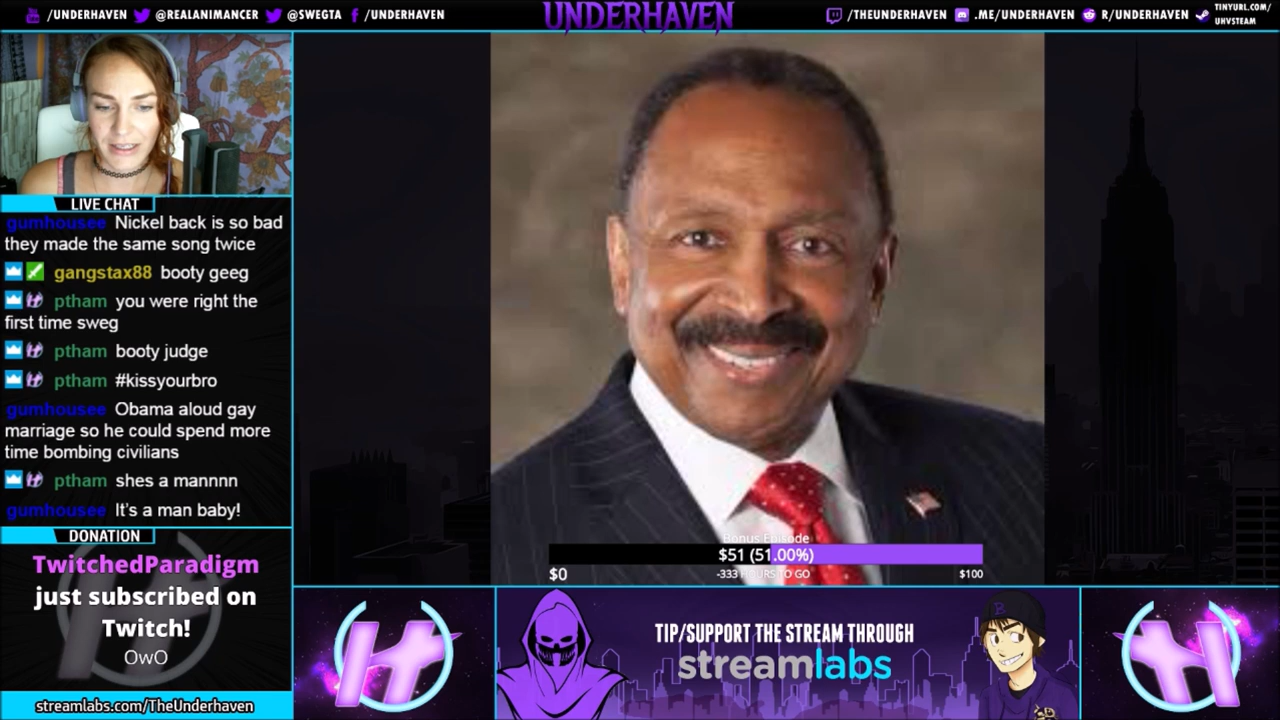 /UNDERHAVEN @REALANIMANCER @SWEGTA /UNDERHAVEN
UNDERHAVEN
/THEUNDERHAVEN .ME/UNDERHAVEN R/UNDERHAVEN TINYURL.COM/
UHVSTEAM
LIVE CHAT
gumhousee Nickel back is so bad
they made the same song twice
gangstax88 booty geeg
ptham you were right the
first time sweg
ptham booty judge
ptham #kissyourbro
gumhousee Obama aloud gay
marriage so he could spend more
time bombing civilians
ptham shes a mannnn
gumhousee It's a man baby!
DONATION
TwitchedParadigm
just subscribed on
Twitch!
OwO
streamlabs.com/TheUnderhaven
Bonus Episode
$51 (51.00%)
$0 -333 HOURS TO GO $100
TIP/SUPPORT THE STREAM THROUGH
streamlabs